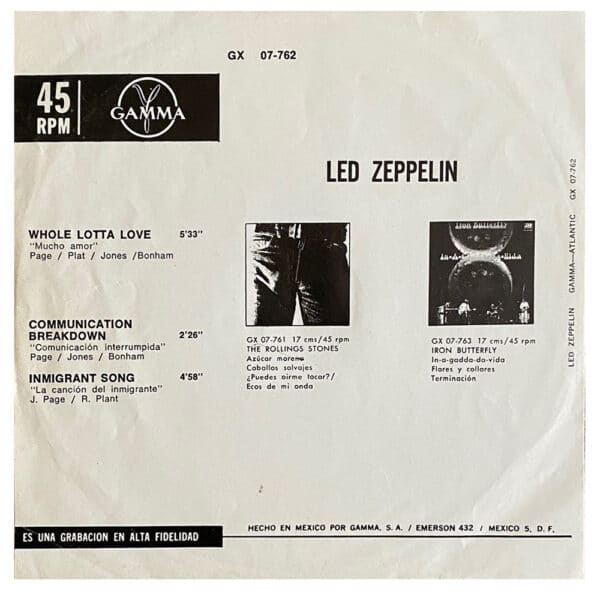 GX 07-762
45
RPM
GAMMA
LED ZEPPELIN
WHOLE LOTTA LOVE 5'33"
"Mucho amor"
Page / Plat / Jones /Bonham
COMMUNICATION
BREAKDOWN 2'26"
"Comunicación interrumpida"
Page / Jones / Bonham
INMIGRANT SONG 4'58"
"La canción del inmigrante"
J. Page / R. Plant
GX 07-761 17 cms/45 rpm
THE ROLLINGS STONES
Azúcar moreno
Caballos salvajes
¿Puedes oirme tocar?/
Ecos de mi onda
Iron Butterfly
In-A-Gadda-Da-Vida
GX 07-763 17 cms/45 rpm
IRON BUTTERFLY
In-a-gadda-do-vida
Flares y collores
Terminación
LED ZEPPELIN GAMMA—ATLANTIC GX 07-762
ES UNA GRABACION EN ALTA FIDELIDAD
HECHO EN MEXICO POR GAMMA, S.A. / EMERSON 432 / MEXICO 5, D. F.